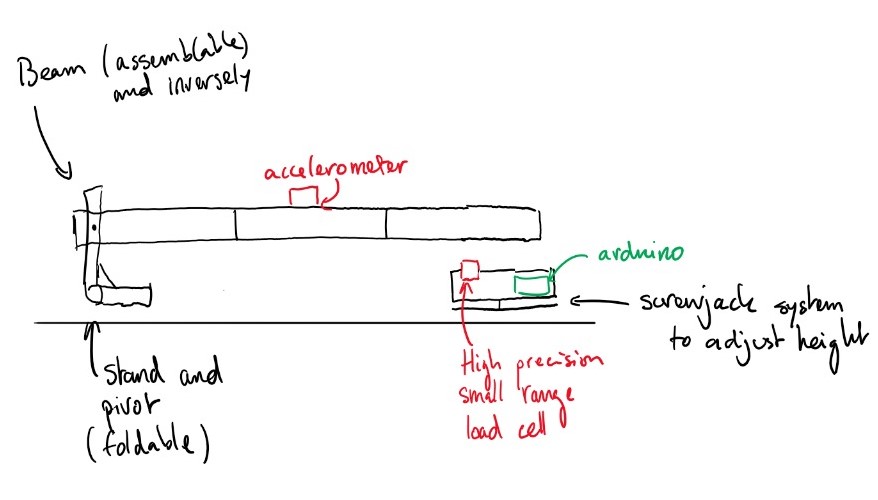 Beam (assemblable)
and inversely
accelerometer
arduino
screwjack system
to adjust height
High precision
small range
load cell
Stand and
pivot
(foldable)